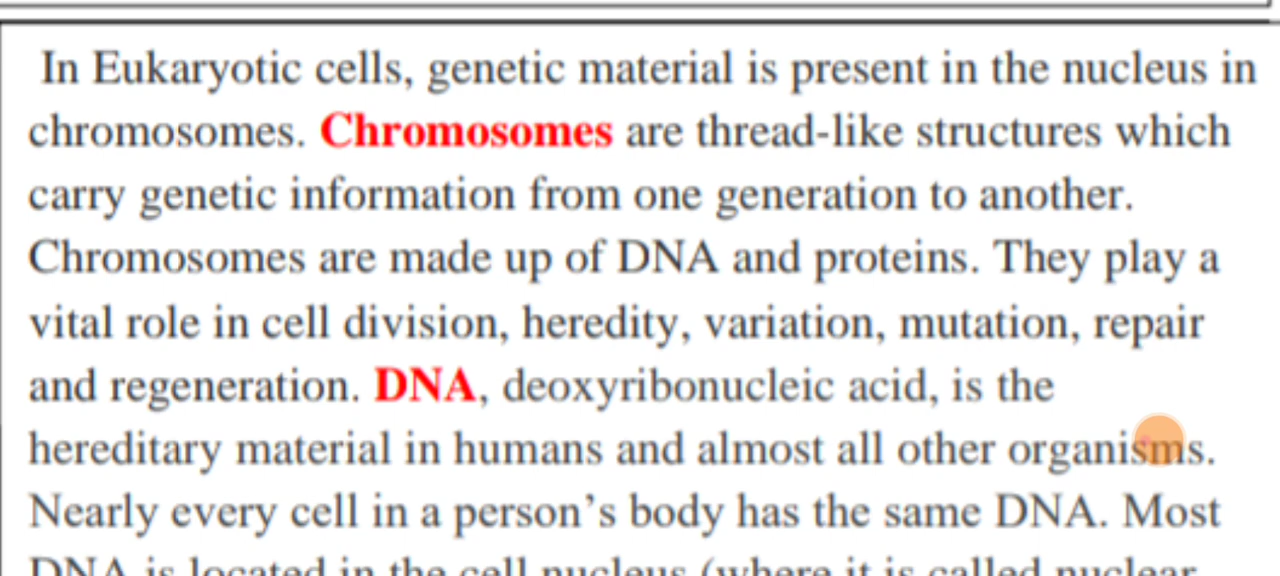 In Eukaryotic cells, genetic material is present in the nucleus in
chromosomes. Chromosomes are thread-like structures which
carry genetic information from one generation to another.
Chromosomes are made up of DNA and proteins. They play a
vital role in cell division, heredity, variation, mutation, repair
and regeneration. DNA, deoxyribonucleic acid, is the
hereditary material in humans and almost all other organisms.
Nearly every cell in a person’s body has the same DNA. Most
DNA is located in the cell nucleus (where it is called nuclear